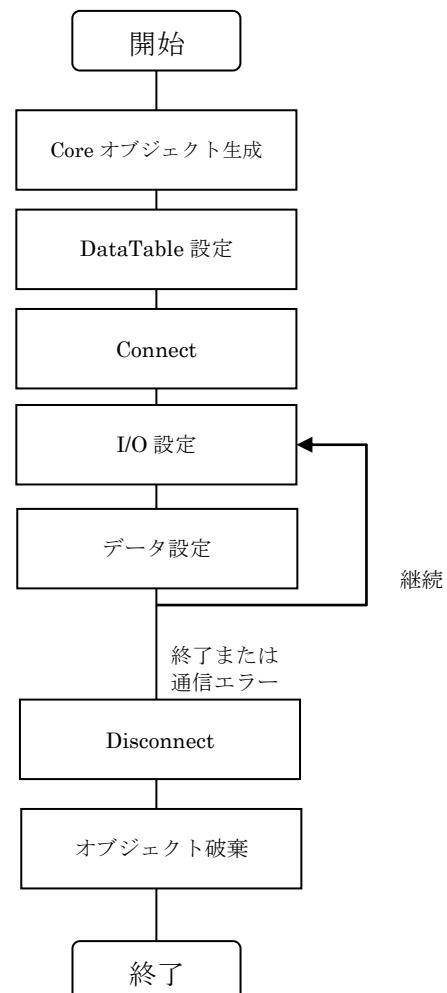 開始
Core オブジェクト生成
DataTable 設定
Connect
I/O 設定
データ設定
継続
終了または
通信エラー
Disconnect
オブジェクト破棄
終了